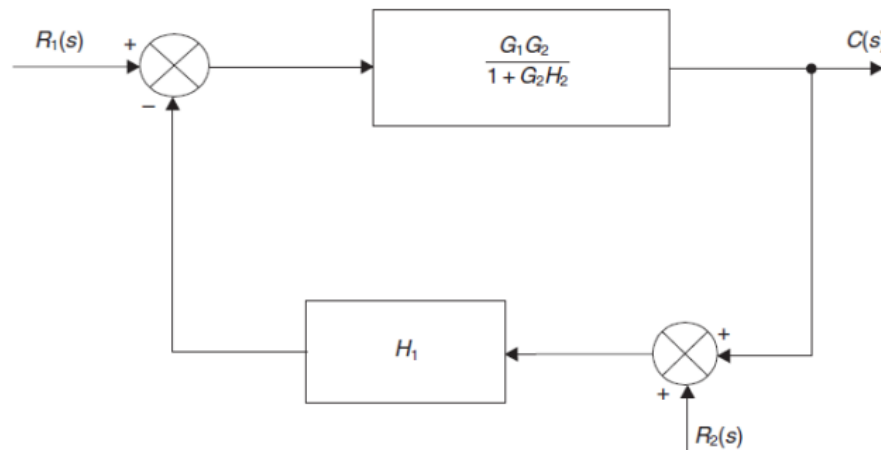 R₁(s)
+
−
G₁G₂
1 + G₂H₂
C(s)
H₁
+
+
R₂(s)